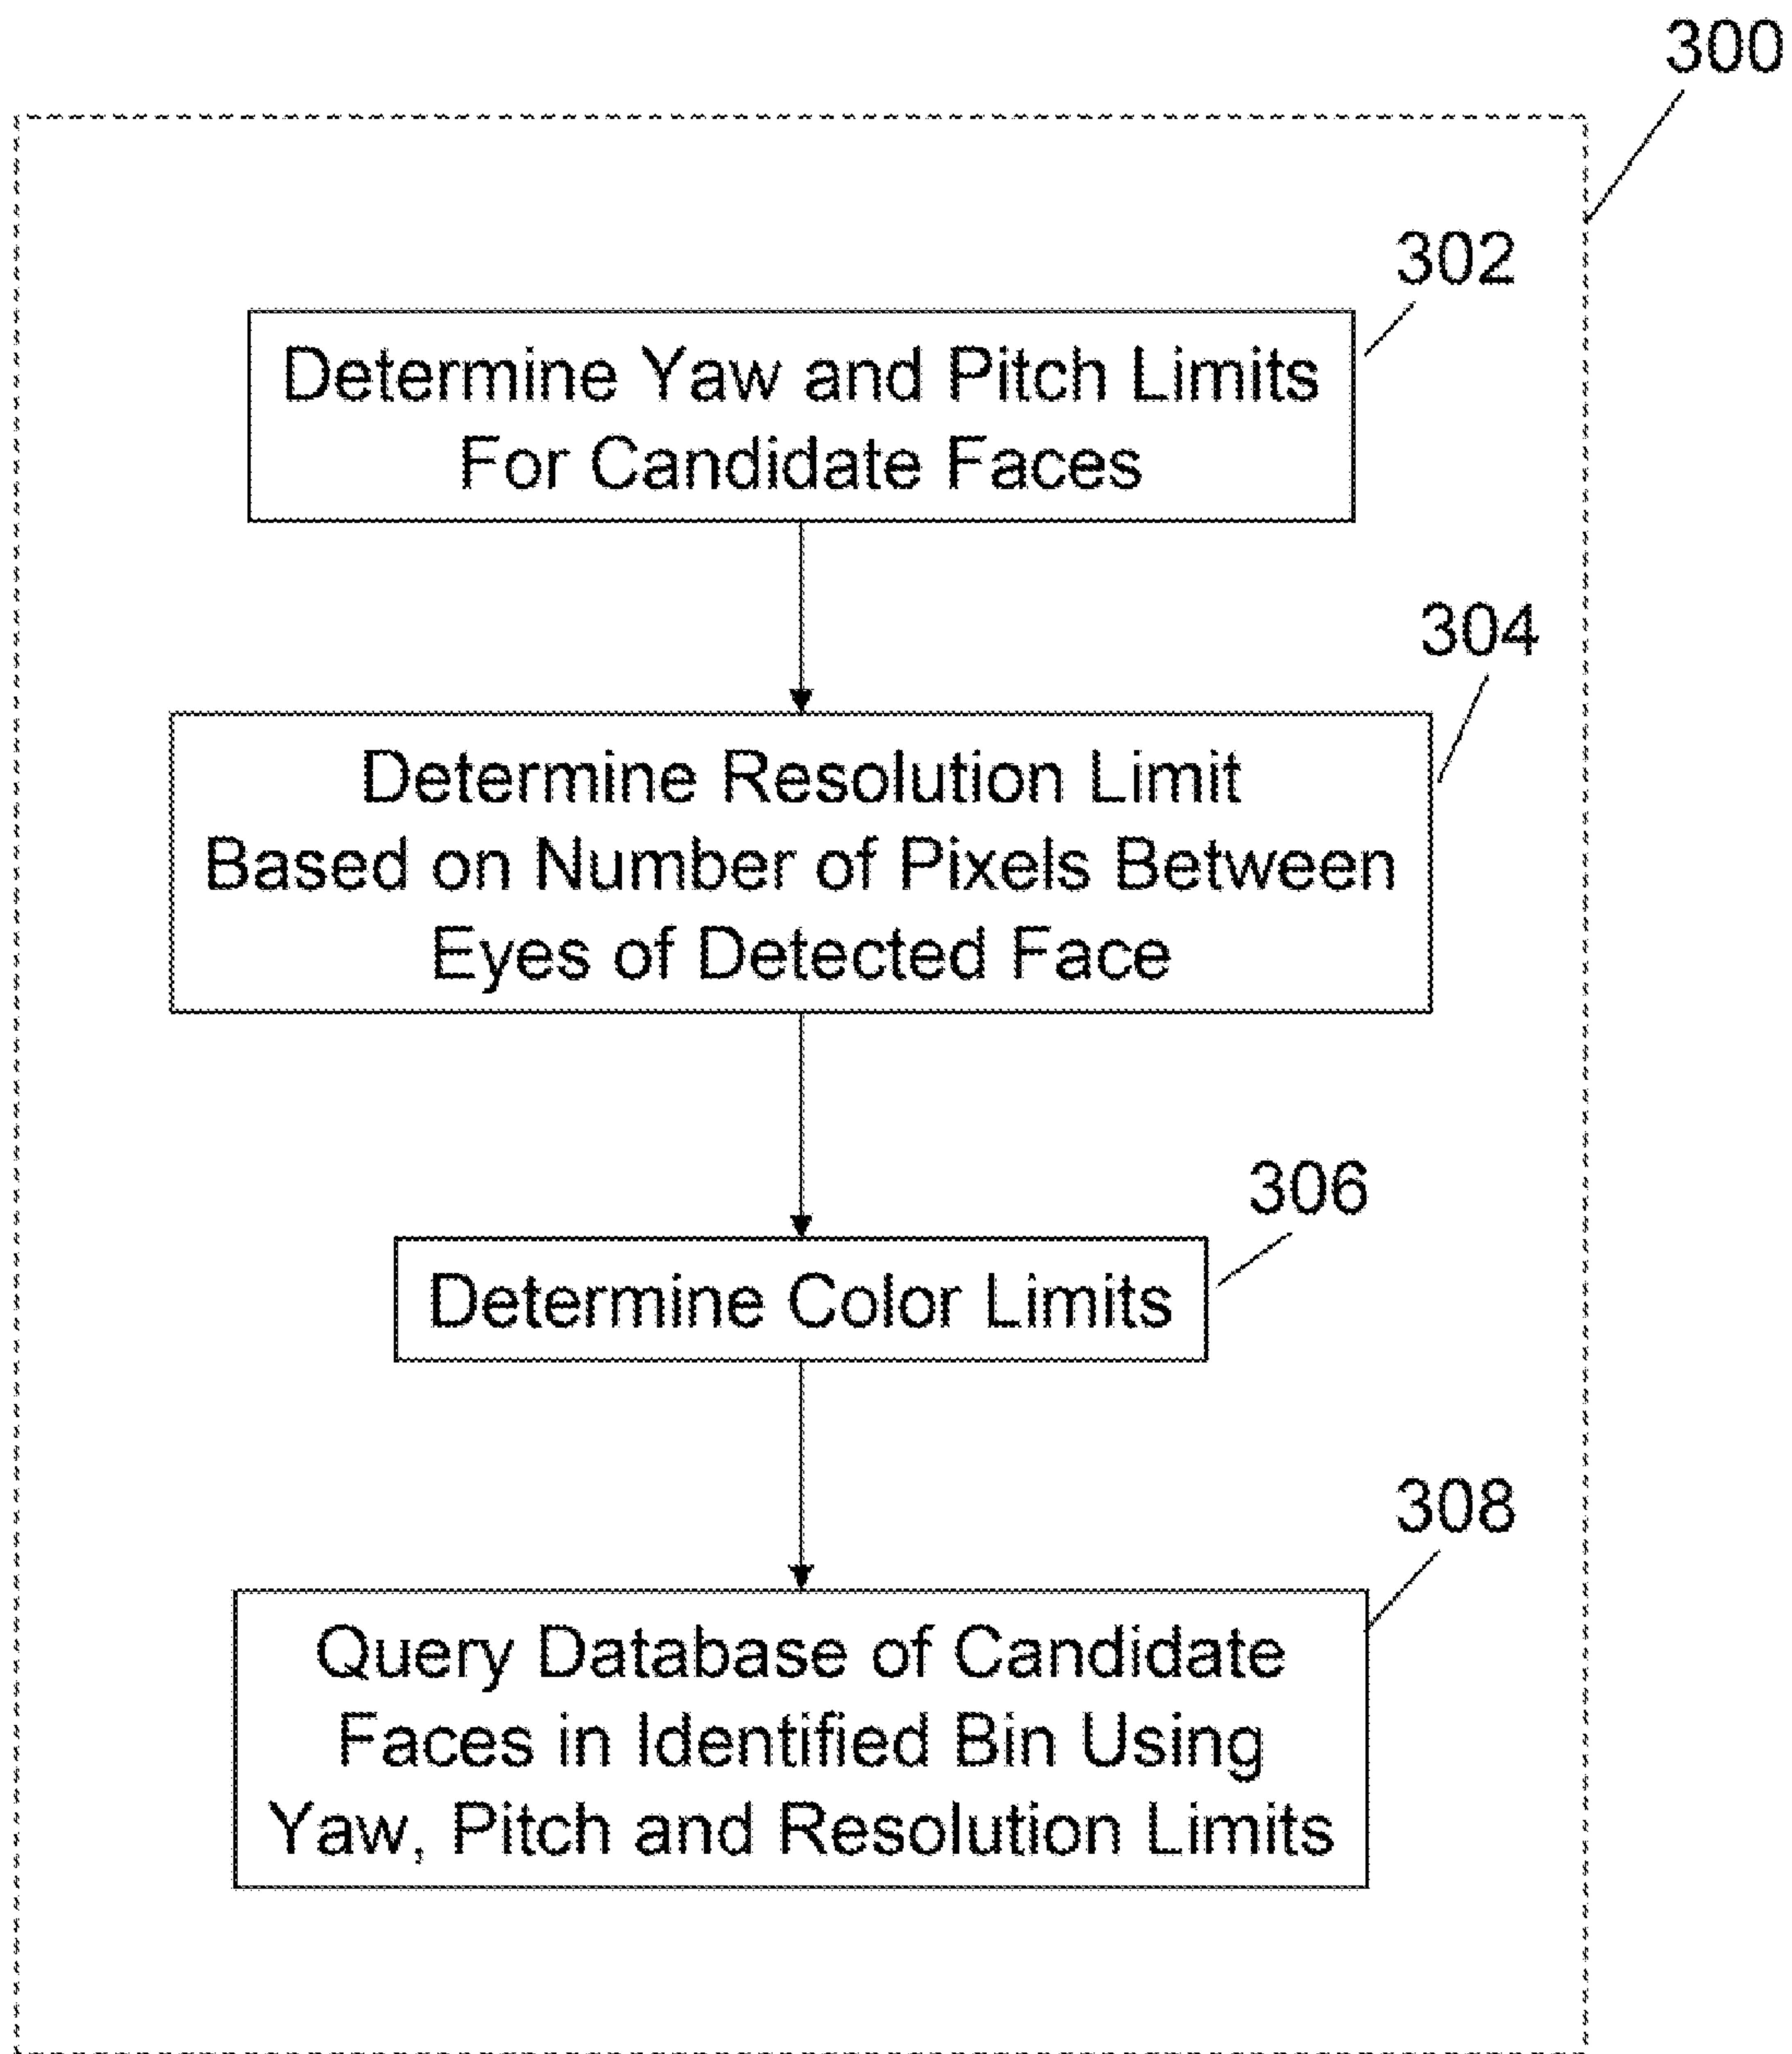 300
302
Determine Yaw and Pitch Limits
For Candidate Faces
304
Determine Resolution Limit
Based on Number of Pixels Between
Eyes of Detected Face
306
Determine Color Limits
308
Query Database of Candidate
Faces in Identified Bin Using
Yaw, Pitch and Resolution Limits